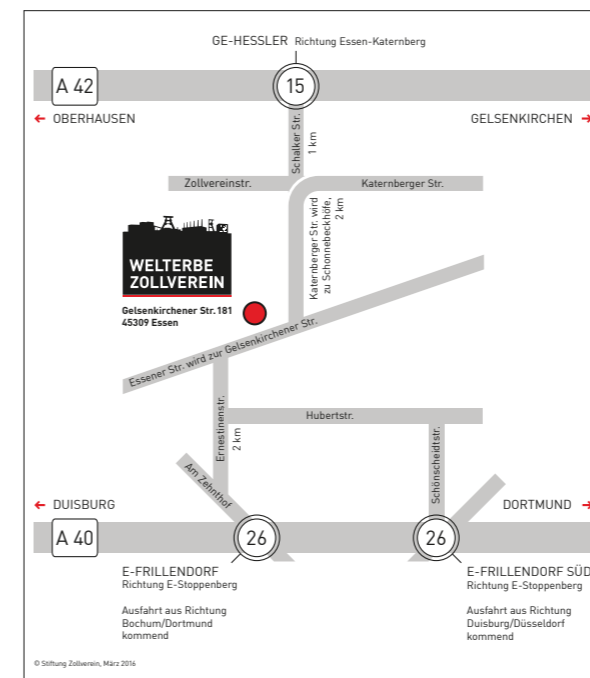 GE-HESSLER Richtung Essen-Katernberg
A 42
15
← OBERHAUSEN
GELSENKIRCHEN →
Schalker Str.
1 km
Zollvereinstr.
Katernberger Str.
Katernberger Str. wird
zu Schonnebeckhöfe,
2 km
WELTERBE
ZOLLVEREIN
Gelsenkirchener Str. 181
45309 Essen
Essener Str. wird zur Gelsenkirchener Str.
Ernestinenstr.
2 km
Hubertstr.
Schönscheidtstr.
Am Zehnthof
← DUISBURG
DORTMUND →
A 40
26
26
E-FRILLENDORF
Richtung E-Stoppenberg
Ausfahrt aus Richtung
Bochum/Dortmund
kommend
E-FRILLENDORF SÜD
Richtung E-Stoppenberg
Ausfahrt aus Richtung
Duisburg/Düsseldorf
kommend
© Stiftung Zollverein, März 2016